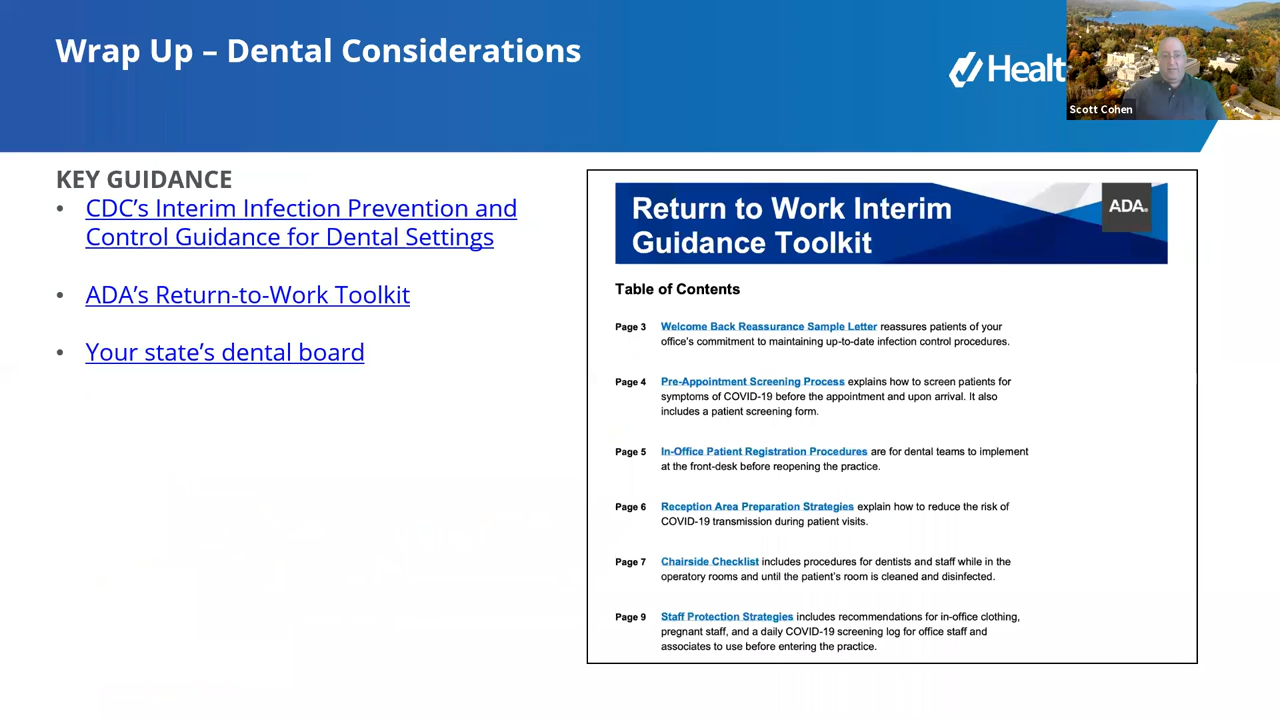 Wrap Up – Dental Considerations
Healt
Scott Cohen
KEY GUIDANCE
• CDC's Interim Infection Prevention and
Control Guidance for Dental Settings
• ADA's Return-to-Work Toolkit
• Your state's dental board
Return to Work Interim
Guidance Toolkit
ADA.
Table of Contents
Page 3 Welcome Back Reassurance Sample Letter reassures patients of your
office's commitment to maintaining up-to-date infection control procedures.
Page 4 Pre-Appointment Screening Process explains how to screen patients for
symptoms of COVID-19 before the appointment and upon arrival. It also
includes a patient screening form.
Page 5 In-Office Patient Registration Procedures are for dental teams to implement
at the front-desk before reopening the practice.
Page 6 Reception Area Preparation Strategies explain how to reduce the risk of
COVID-19 transmission during patient visits.
Page 7 Chairside Checklist includes procedures for dentists and staff while in the
operatory rooms and until the patient's room is cleaned and disinfected.
Page 9 Staff Protection Strategies includes recommendations for in-office clothing,
pregnant staff, and a daily COVID-19 screening log for office staff and
associates to use before entering the practice.